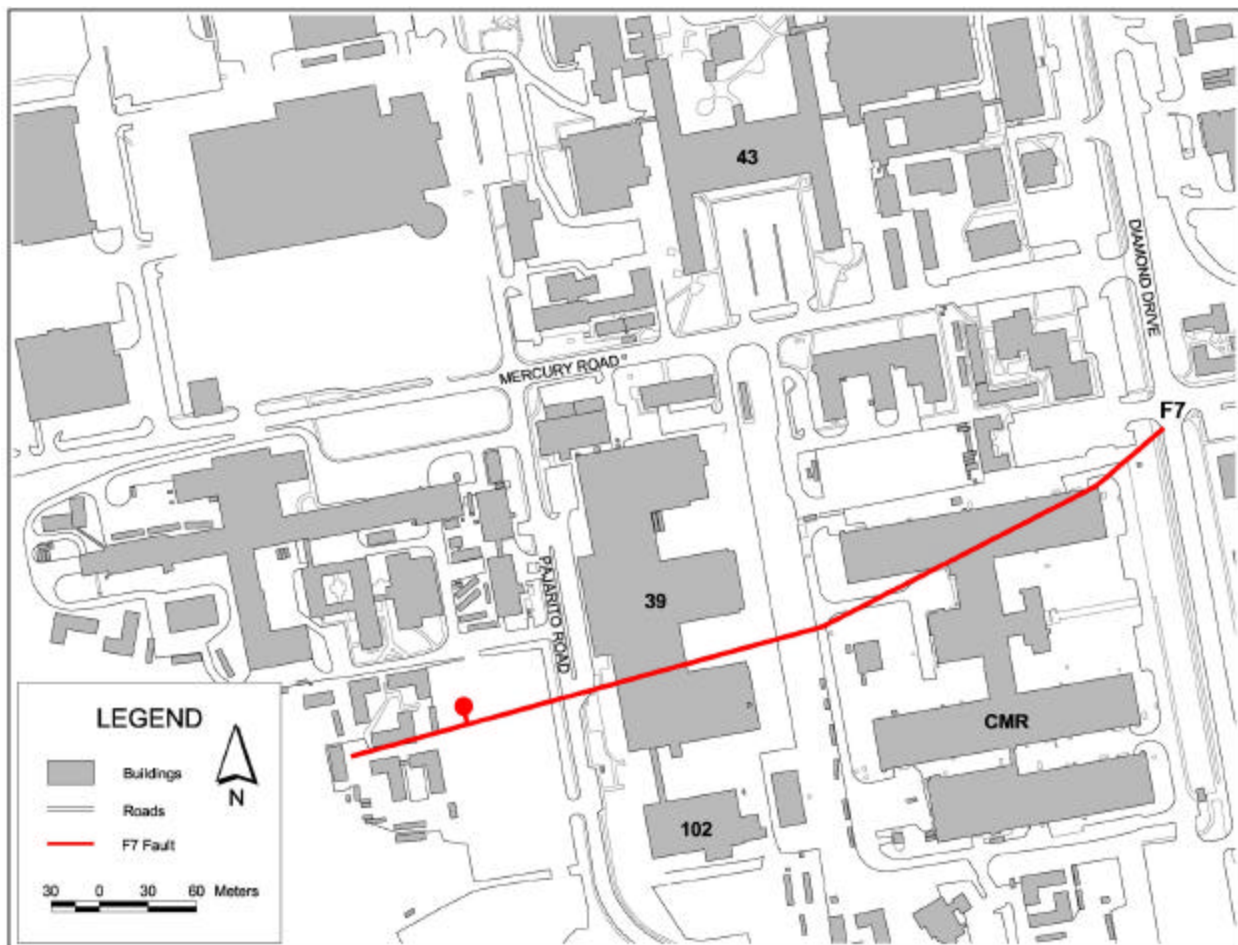 43
DIAMOND DRIVE
MERCURY ROAD
F7
PAJARITO ROAD
39
CMR
102
LEGEND
Buildings
Roads
F7 Fault
N
30 0 30 60 Meters